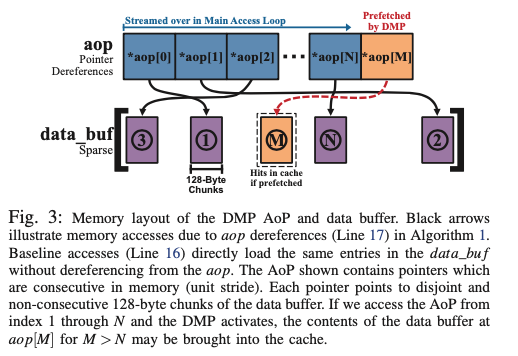 Streamed over in Main Access Loop
Prefetched
by DMP
aop
Pointer
Dereferences
*aop[0] *aop[1] *aop[2] ••• *aop[N] *aop[M]
data_buf
Sparse
3 1 M N 2
128-Byte
Chunks
Hits in cache
if prefetched
Fig. 3: Memory layout of the DMP AoP and data buffer. Black arrows
illustrate memory accesses due to aop dereferences (Line 17) in Algorithm 1.
Baseline accesses (Line 16) directly load the same entries in the data_buf
without dereferencing from the aop. The AoP shown contains pointers which
are consecutive in memory (unit stride). Each pointer points to disjoint and
non-consecutive 128-byte chunks of the data buffer. If we access the AoP from
index 1 through N and the DMP activates, the contents of the data buffer at
aop[M] for M > N may be brought into the cache.